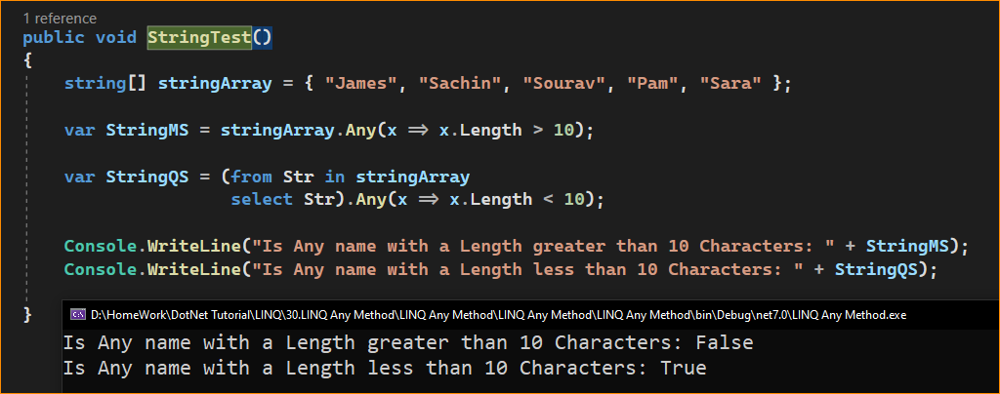 1 reference
public void StringTest()
{
string[] stringArray = { "James", "Sachin", "Sourav", "Pam", "Sara" };
var StringMS = stringArray.Any(x => x.Length > 10);
var StringQS = (from Str in stringArray
select Str).Any(x => x.Length < 10);
Console.WriteLine("Is Any name with a Length greater than 10 Characters: " + StringMS);
Console.WriteLine("Is Any name with a Length less than 10 Characters: " + StringQS);
}
D:\HomeWork\DotNet Tutorial\LINQ\30.LINQ Any Method\LINQ Any Method\LINQ Any Method\LINQ Any Method\bin\Debug\net7.0\LINQ Any Method.exe
Is Any name with a Length greater than 10 Characters: False
Is Any name with a Length less than 10 Characters: True